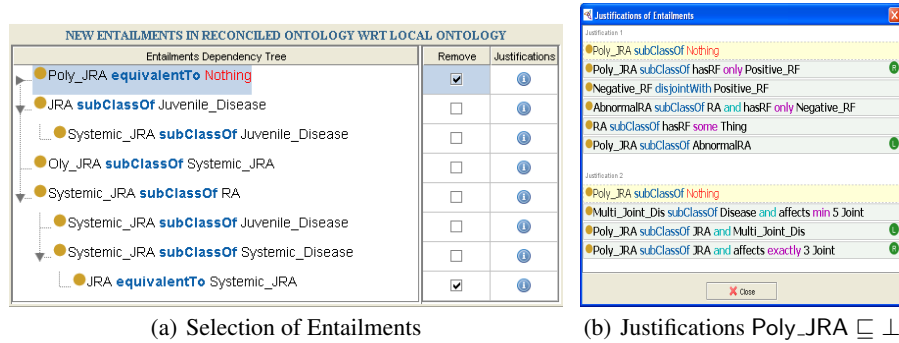 NEW ENTAILMENTS IN RECONCILED ONTOLOGY WRT LOCAL ONTOLOGY
Entailments Dependency Tree Remove Justifications
Poly_JRA equivalentTo Nothing
JRA subClassOf Juvenile_Disease
Systemic_JRA subClassOf Juvenile_Disease
Oly_JRA subClassOf Systemic_JRA
Systemic_JRA subClassOf RA
Systemic_JRA subClassOf Juvenile_Disease
Systemic_JRA subClassOf Systemic_Disease
JRA equivalentTo Systemic_JRA
(a) Selection of Entailments
Justifications of Entailments
Justification 1
Poly_JRA subClassOf Nothing
Poly_JRA subClassOf hasRF only Positive_RF R
Negative_RF disjointWith Positive_RF
AbnormalRA subClassOf RA and hasRF only Negative_RF
RA subClassOf hasRF some Thing
Poly_JRA subClassOf AbnormalRA L
Justification 2
Poly_JRA subClassOf Nothing
Multi_Joint_Dis subClassOf Disease and affects min 5 Joint
Poly_JRA subClassOf JRA and Multi_Joint_Dis L
Poly_JRA subClassOf JRA and affects exactly 3 Joint R
Close
(b) Justifications Poly_JRA ⊑ ⊥